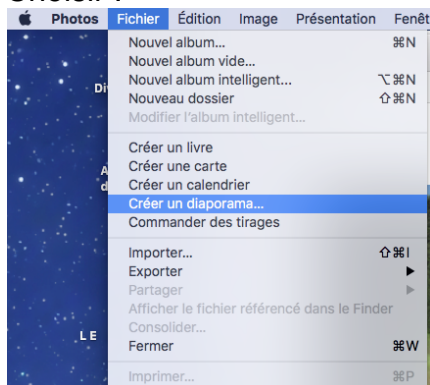 Photos Fichier Édition Image Présentation Fenêt
Nouvel album... ⌘N
Nouvel album vide...
Nouvel album intelligent... ⌥⌘N
Nouveau dossier ⇧⌘N
Modifier l'album intelligent...
Créer un livre
Créer une carte
Créer un calendrier
Créer un diaporama...
Commander des tirages
Importer... ⇧⌘I
Exporter ▶
Partager ▶
Afficher le fichier référencé dans le Finder
Consolider...
Fermer ⌘W
Imprimer... ⌘P
Di
A
d
L E